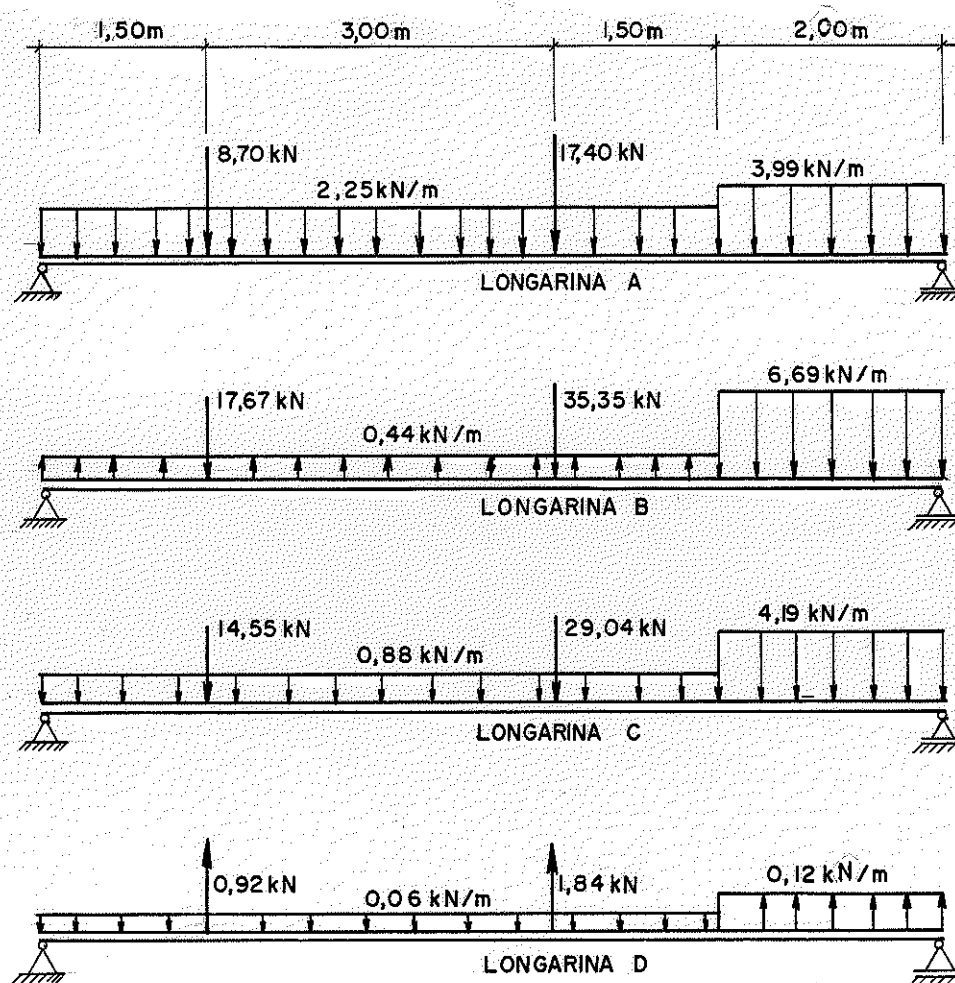 1,50m 3,00m 1,50m 2,00m
8,70 kN 17,40 kN 3,99 kN/m
2,25 kN/m
LONGARINA A
6,69 kN/m
17,67 kN 35,35 kN
0,44 kN/m
LONGARINA B
4,19 kN/m
14,55 kN 29,04 kN
0,88 kN/m
LONGARINA C
0,92 kN 0,06 kN/m 1,84 kN 0,12 kN/m
LONGARINA D